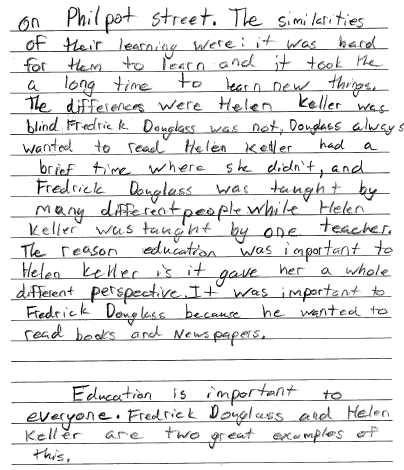 on Philpot street. The similarities
of their learning were: it was hard
for them to learn and it took the
a long time to learn new things.
The differences were Helen Keller was
blind Fredrick Douglass was not, Douglass always
wanted to read Helen Keller had a
brief time where she didn't, and
Fredrick Douglass was taught by
many different people while Helen
Keller was taught by one teacher.
The reason education was important to
Helen Keller is it gave her a whole
different perspective. It was important to
Fredrick Douglass because he wanted to
read books and Newspapers.
Education is important to
everyone. Fredrick Douglass and Helen
Keller are two great examples of
this.